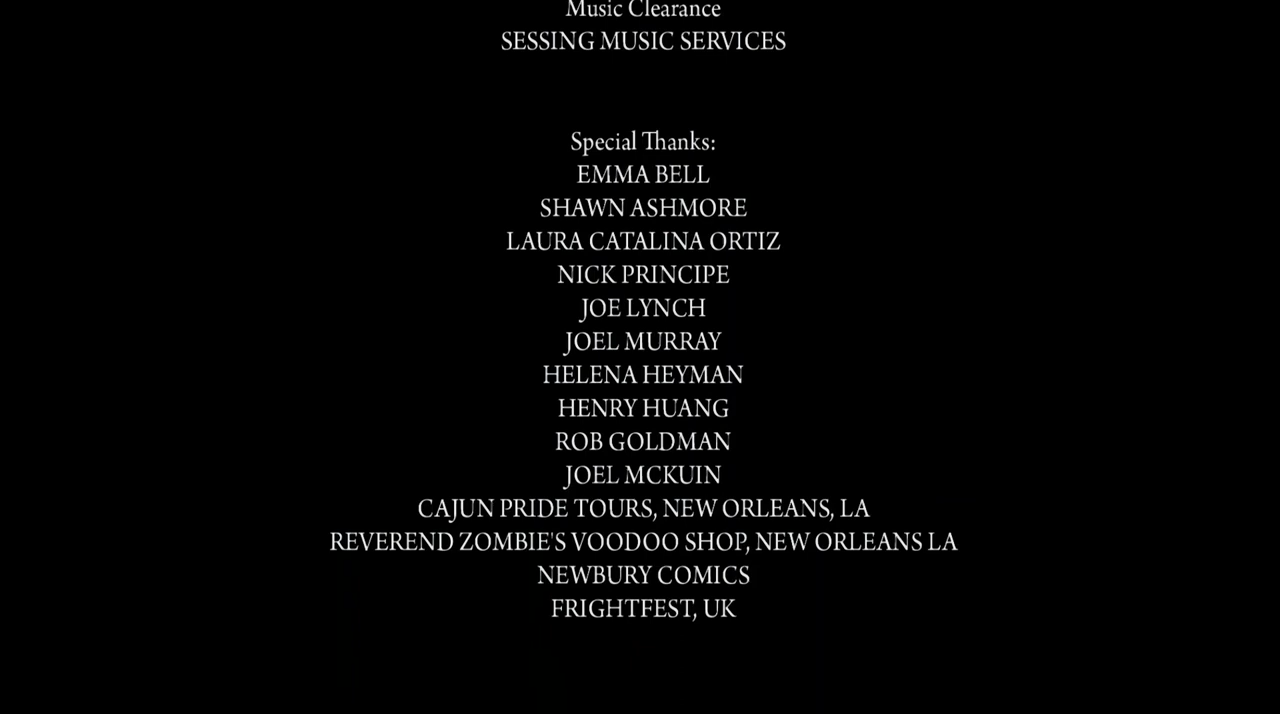 Music Clearance
SESSING MUSIC SERVICES
Special Thanks:
EMMA BELL
SHAWN ASHMORE
LAURA CATALINA ORTIZ
NICK PRINCIPE
JOE LYNCH
JOEL MURRAY
HELENA HEYMAN
HENRY HUANG
ROB GOLDMAN
JOEL MCKUIN
CAJUN PRIDE TOURS, NEW ORLEANS, LA
REVEREND ZOMBIE'S VOODOO SHOP, NEW ORLEANS LA
NEWBURY COMICS
FRIGHTFEST, UK